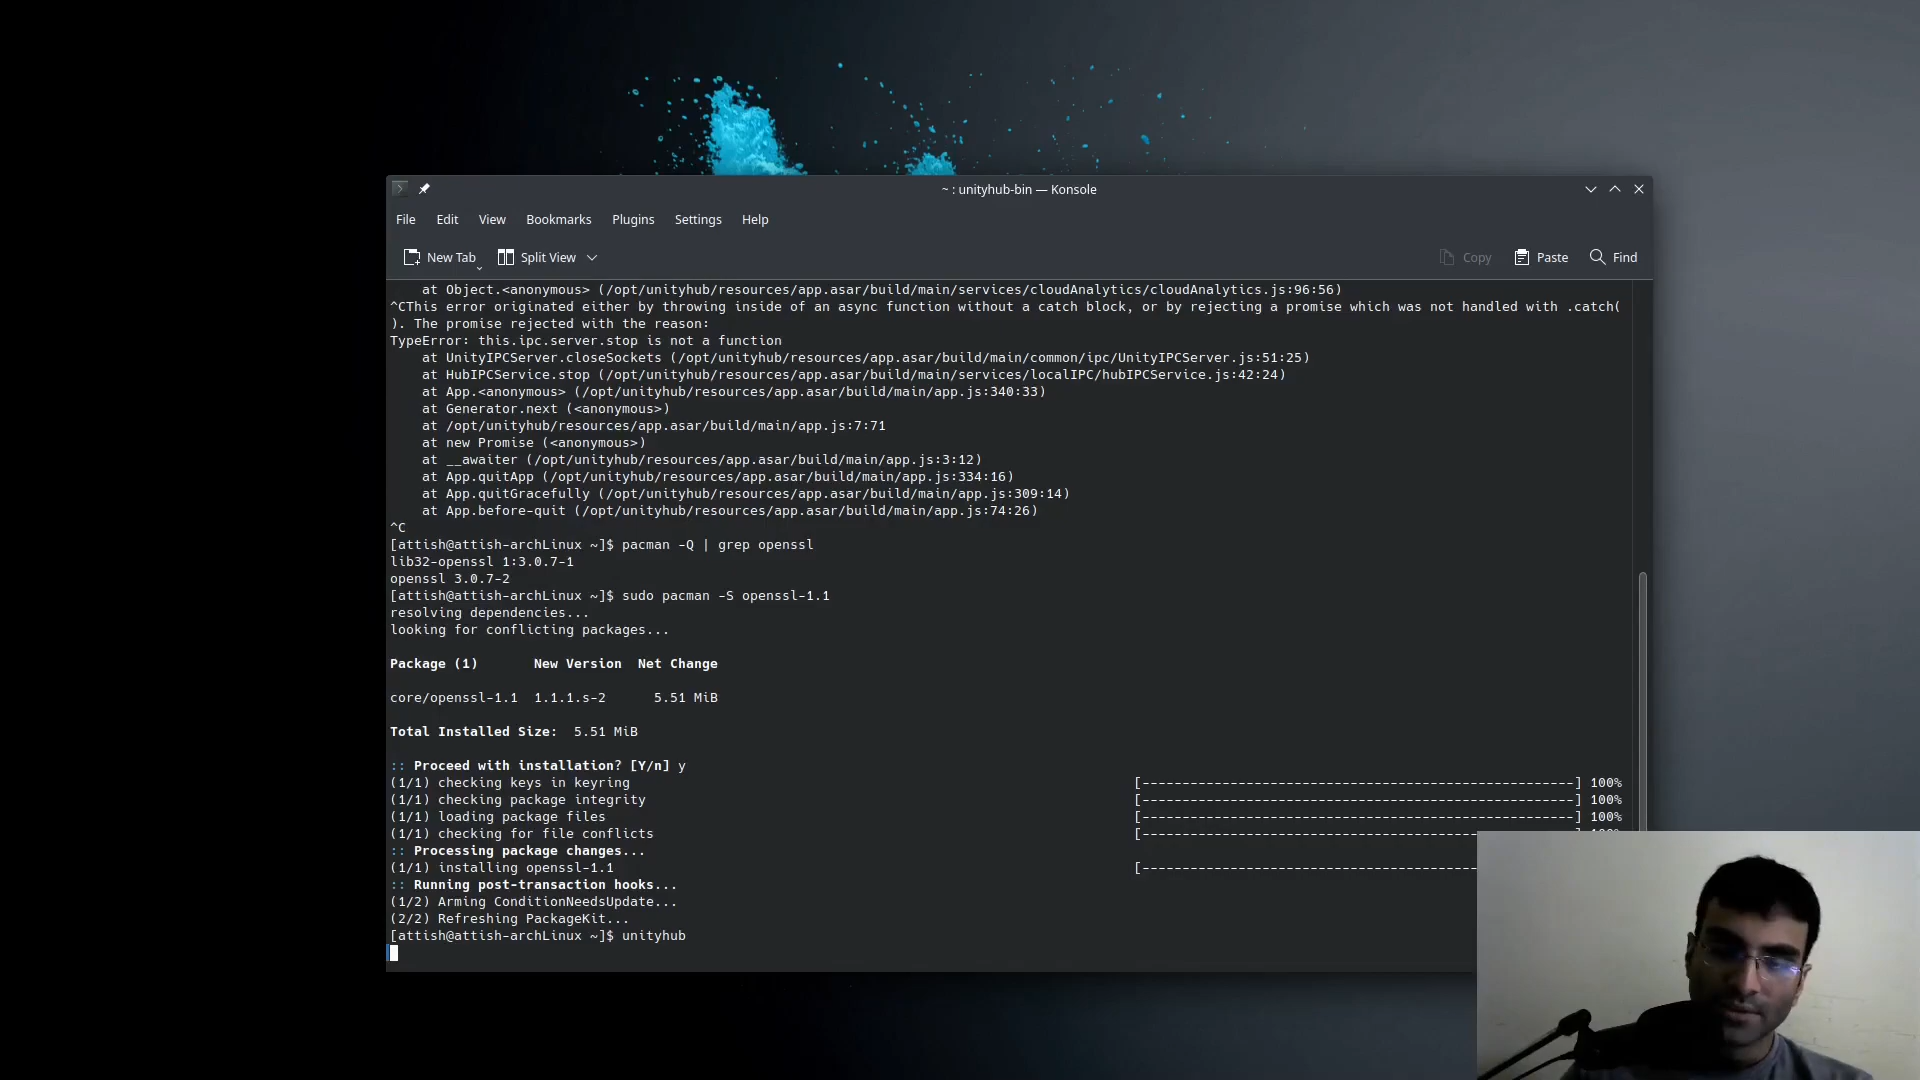 ~ : unityhub-bin — Konsole
File Edit View Bookmarks Plugins Settings Help
New Tab Split View Copy Paste Find
at Object.<anonymous> (/opt/unityhub/resources/app.asar/build/main/services/cloudAnalytics/cloudAnalytics.js:96:56)
^CThis error originated either by throwing inside of an async function without a catch block, or by rejecting a promise which was not handled with .catch(
). The promise rejected with the reason:
TypeError: this.ipc.server.stop is not a function
at UnityIPCServer.closeSockets (/opt/unityhub/resources/app.asar/build/main/common/ipc/UnityIPCServer.js:51:25)
at HubIPCService.stop (/opt/unityhub/resources/app.asar/build/main/services/localIPC/hubIPCService.js:42:24)
at App.<anonymous> (/opt/unityhub/resources/app.asar/build/main/app.js:340:33)
at Generator.next (<anonymous>)
at /opt/unityhub/resources/app.asar/build/main/app.js:7:71
at new Promise (<anonymous>)
at __awaiter (/opt/unityhub/resources/app.asar/build/main/app.js:3:12)
at App.quitApp (/opt/unityhub/resources/app.asar/build/main/app.js:334:16)
at App.quitGracefully (/opt/unityhub/resources/app.asar/build/main/app.js:309:14)
at App.before-quit (/opt/unityhub/resources/app.asar/build/main/app.js:74:26)
^C
[attish@attish-archLinux ~]$ pacman -Q | grep openssl
lib32-openssl 1:3.0.7-1
openssl 3.0.7-2
[attish@attish-archLinux ~]$ sudo pacman -S openssl-1.1
resolving dependencies...
looking for conflicting packages...
Package (1) New Version Net Change
core/openssl-1.1 1.1.1.s-2 5.51 MiB
Total Installed Size: 5.51 MiB
:: Proceed with installation? [Y/n] y
(1/1) checking keys in keyring [------------------------------------------------------] 100%
(1/1) checking package integrity [------------------------------------------------------] 100%
(1/1) loading package files [------------------------------------------------------] 100%
(1/1) checking for file conflicts [------------------------------------------
:: Processing package changes...
(1/1) installing openssl-1.1 [------------------------------------------
:: Running post-transaction hooks...
(1/2) Arming ConditionNeedsUpdate...
(2/2) Refreshing PackageKit...
[attish@attish-archLinux ~]$ unityhub